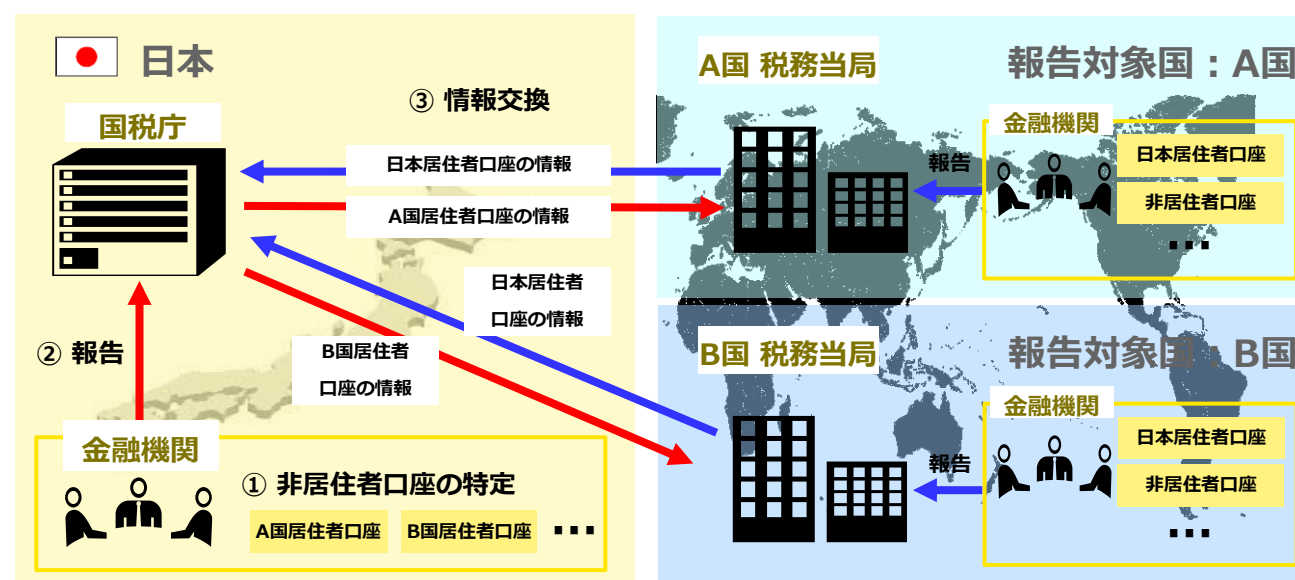 日本
国税庁
③ 情報交換
日本居住者口座の情報
A国居住者口座の情報
日本居住者
口座の情報
B国居住者
口座の情報
② 報告
金融機関
① 非居住者口座の特定
A国居住者口座
B国居住者口座
…
A国 税務当局
報告対象国：A国
金融機関
報告
日本居住者口座
非居住者口座
…
B国 税務当局
報告対象国：B国
金融機関
報告
日本居住者口座
非居住者口座
…